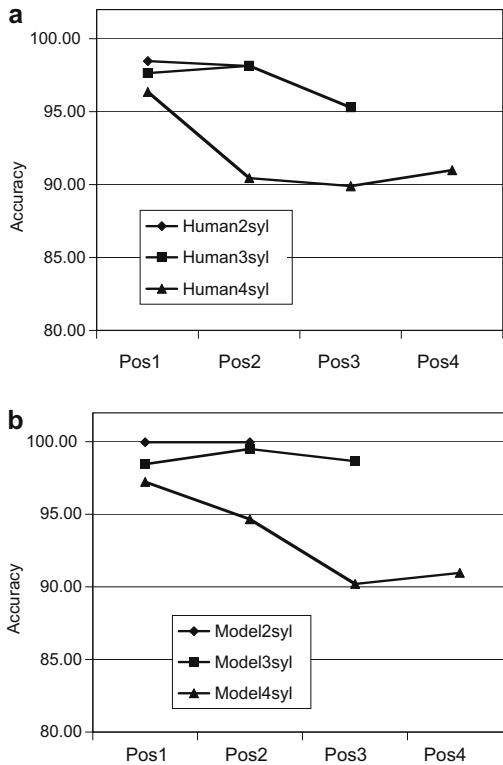 a
100.00
95.00
90.00
85.00
80.00
Accuracy
Human2syl
Human3syl
Human4syl
Pos1 Pos2 Pos3 Pos4
b
100.00
95.00
90.00
85.00
80.00
Accuracy
Model2syl
Model3syl
Model4syl
Pos1 Pos2 Pos3 Pos4